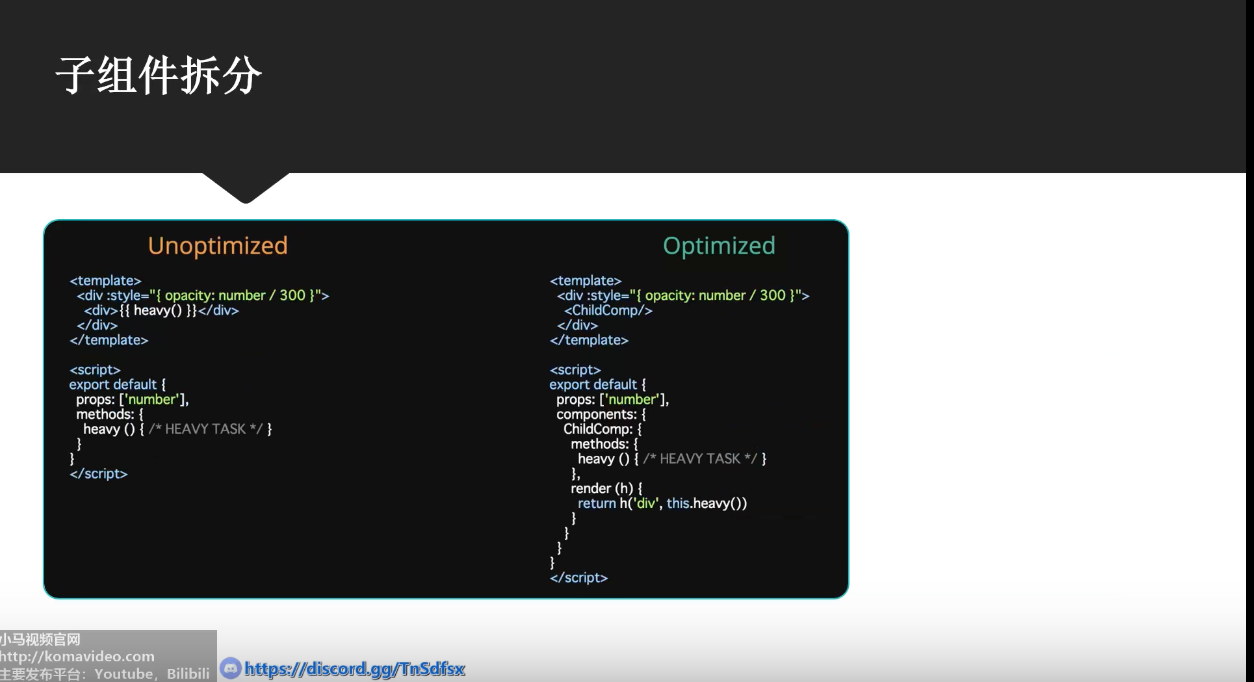 子组件拆分
Unoptimized
<template>
<div :style="{ opacity: number / 300 }">
<div>{{ heavy() }}</div>
</div>
</template>
<script>
export default {
props: ['number'],
methods: {
heavy () { /* HEAVY TASK */ }
}
}
</script>
Optimized
<template>
<div :style="{ opacity: number / 300 }">
<ChildComp/>
</div>
</template>
<script>
export default {
props: ['number'],
components: {
ChildComp: {
methods: {
heavy () { /* HEAVY TASK */ }
},
render (h) {
return h('div', this.heavy())
}
}
}
}
</script>
小马视频官网
http://komavideo.com
主要发布平台：Youtube, Bilibili
https://discord.gg/TnSdfsx